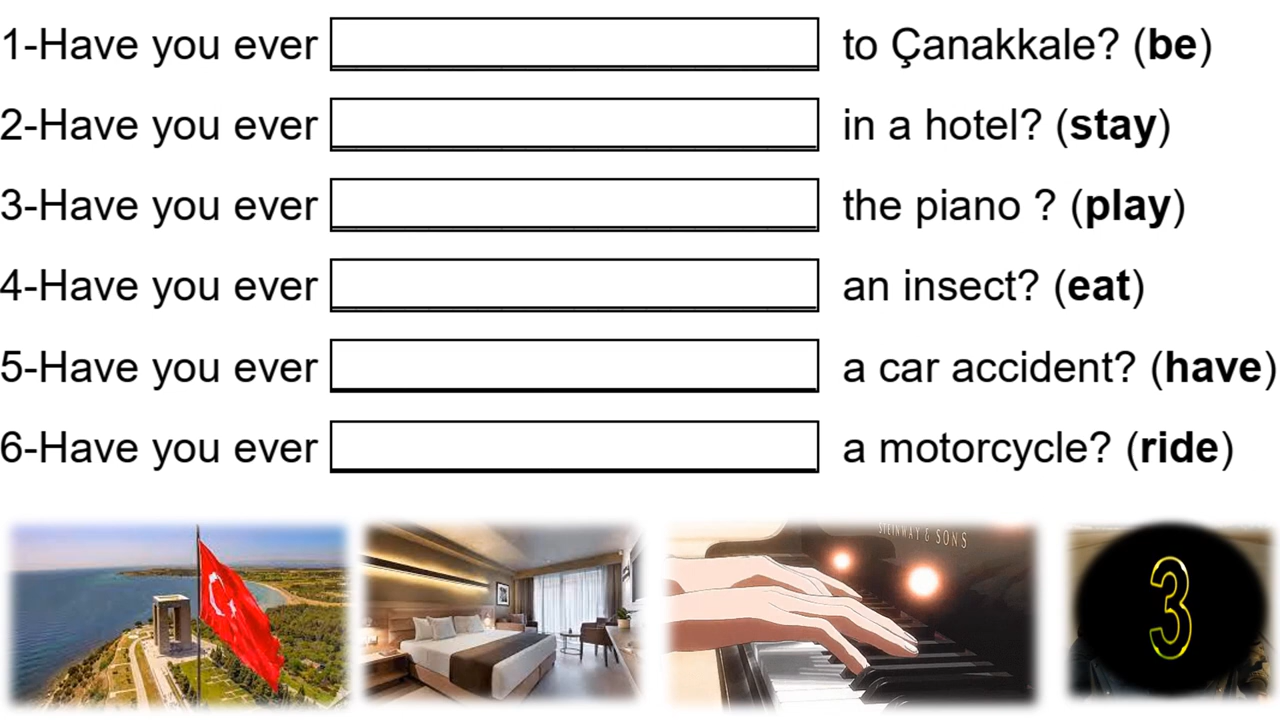 1-Have you ever to Çanakkale? (be)
2-Have you ever in a hotel? (stay)
3-Have you ever the piano ? (play)
4-Have you ever an insect? (eat)
5-Have you ever a car accident? (have)
6-Have you ever a motorcycle? (ride)
STEINWAY & SONS
3